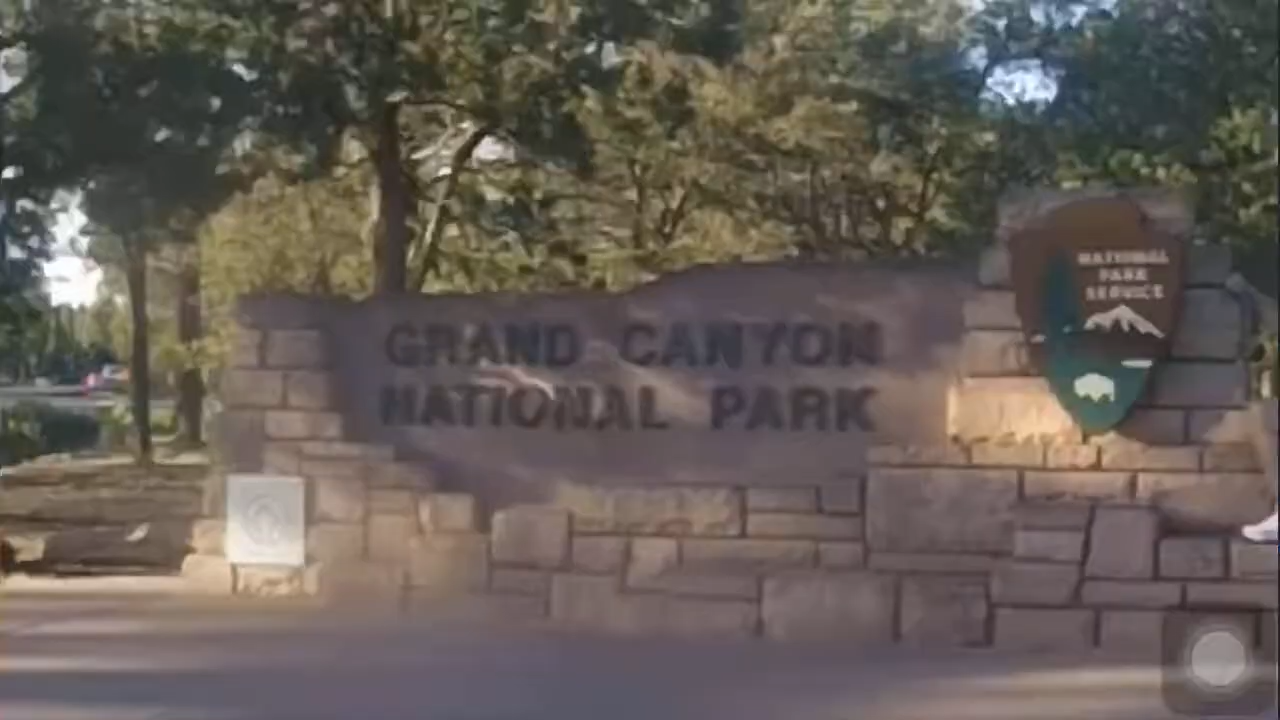 GRAND CANYON
NATIONAL PARK
NATIONAL
PARK
SERVICE